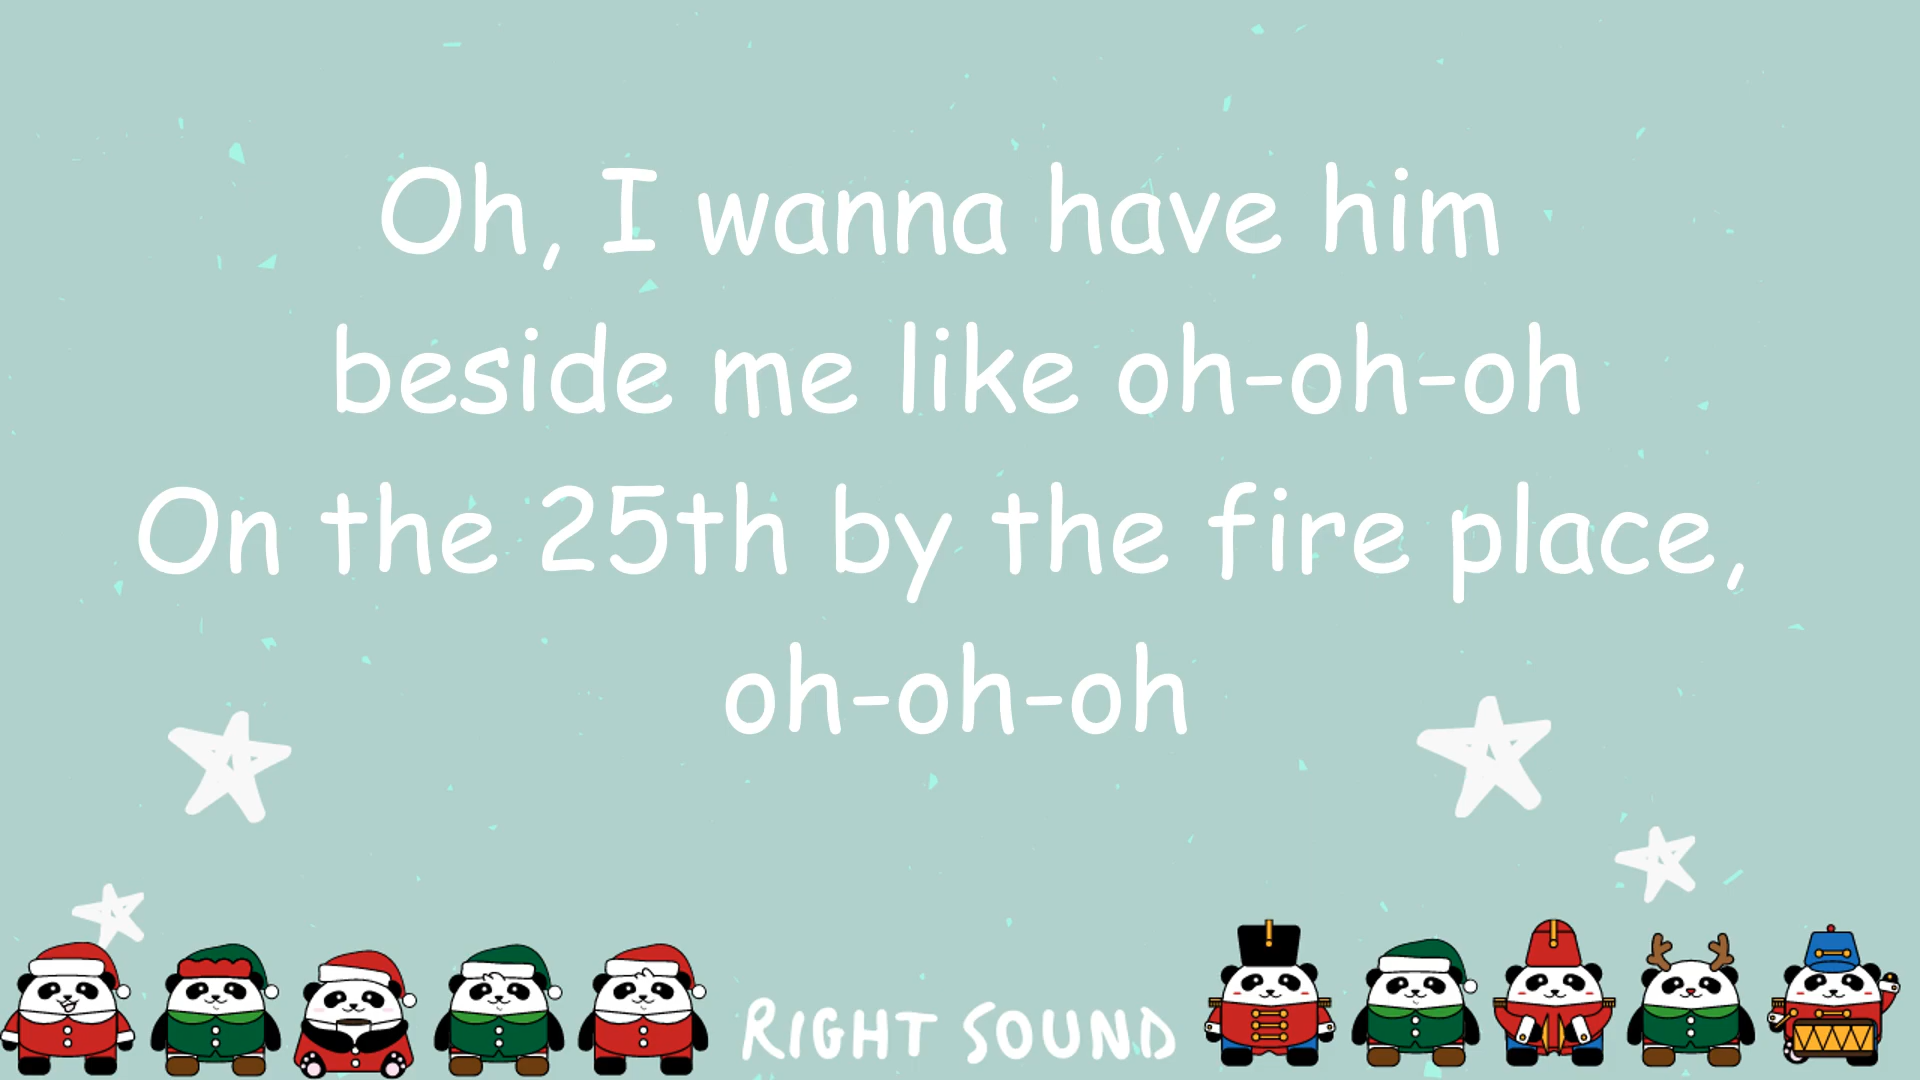 Oh, I wanna have him
beside me like oh-oh-oh
On the 25th by the fire place,
oh-oh-oh
RIGHT SOUND